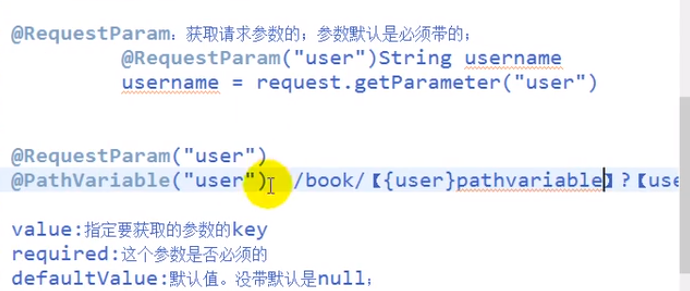 @RequestParam：获取请求参数的；参数默认是必须带的；
@RequestParam("user")String username
username = request.getParameter("user")
@RequestParam("user")
@PathVariable("user") /book/【{user}pathvariable】?【use
value:指定要获取的参数的key
required:这个参数是否必须的
defaultValue:默认值。没带默认是null；